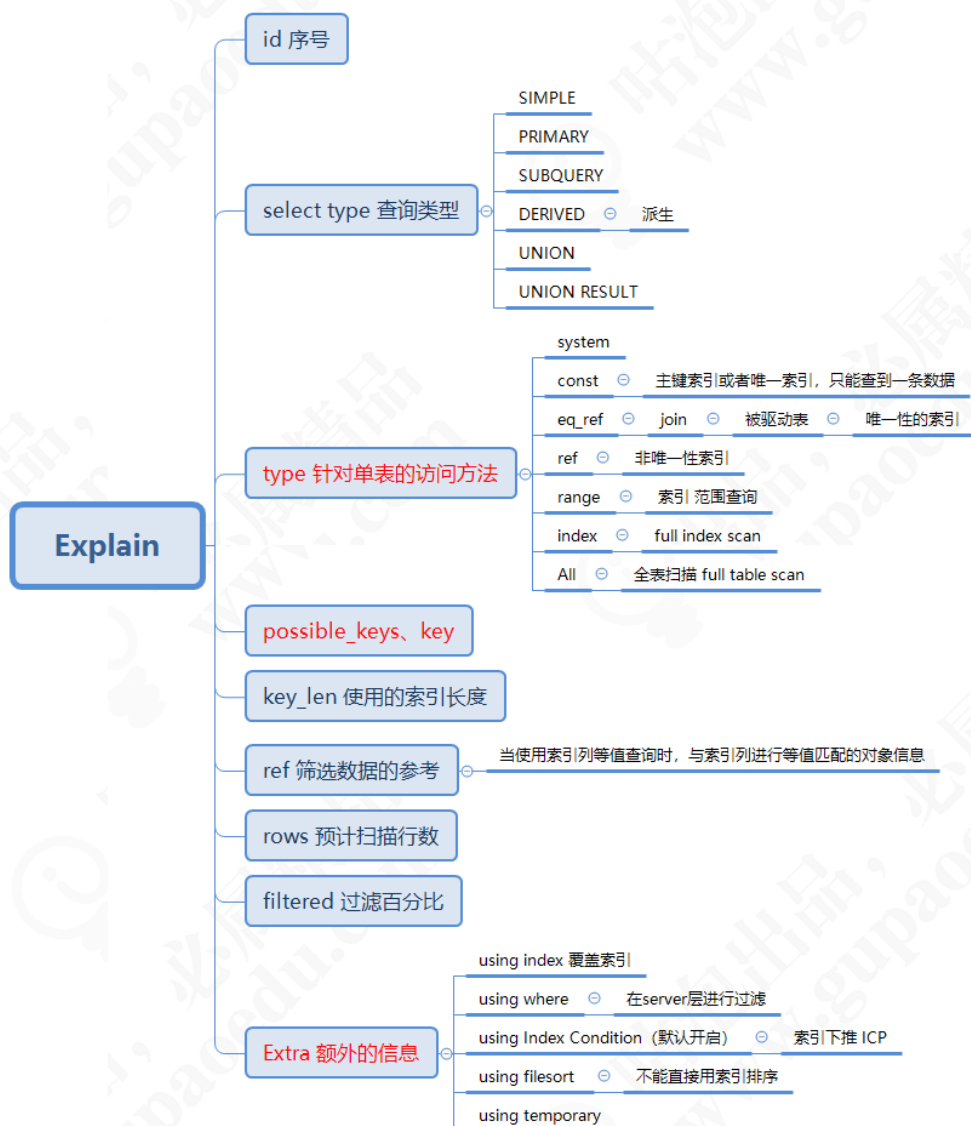 id 序号
SIMPLE
PRIMARY
SUBQUERY
select type 查询类型
DERIVED 派生
UNION
UNION RESULT
system
const 主键索引或者唯一索引，只能查到一条数据
eq_ref join 被驱动表 唯一性的索引
type 针对单表的访问方法
ref 非唯一性索引
range 索引 范围查询
index full index scan
All 全表扫描 full table scan
Explain
possible_keys、key
key_len 使用的索引长度
ref 筛选数据的参考
当使用索引列等值查询时，与索引列进行等值匹配的对象信息
rows 预计扫描行数
filtered 过滤百分比
using index 覆盖索引
using where 在server层进行过滤
using Index Condition（默认开启） 索引下推 ICP
Extra 额外的信息
using filesort 不能直接用索引排序
using temporary